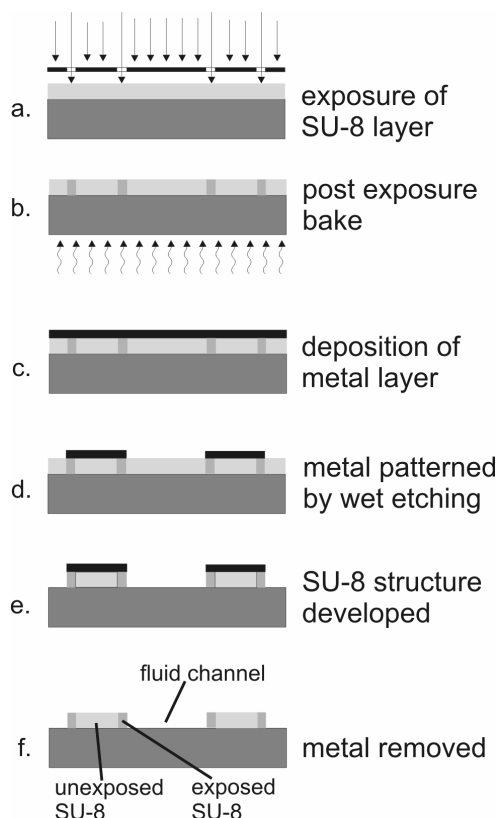 a.
exposure of
SU-8 layer
b.
post exposure
bake
c.
deposition of
metal layer
d.
metal patterned
by wet etching
e.
SU-8 structure
developed
fluid channel
f.
metal removed
unexposed
SU-8
exposed
SU-8